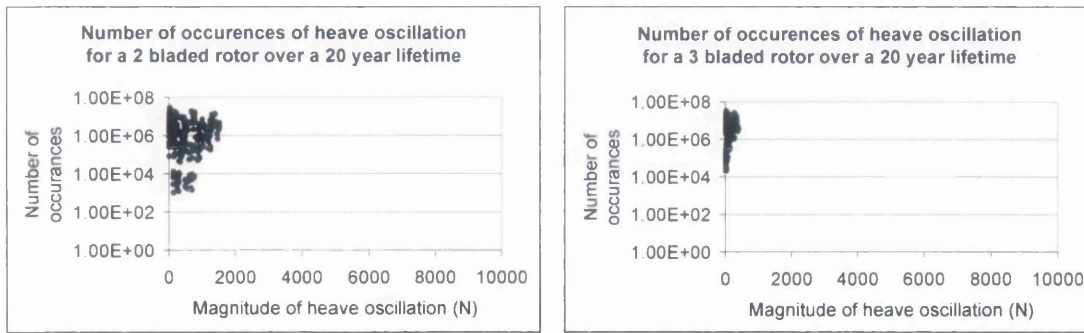 Number of occurences of heave oscillation
for a 2 bladed rotor over a 20 year lifetime
Number of
occurances
1.00E+08
1.00E+06
1.00E+04
1.00E+02
1.00E+00
0 2000 4000 6000 8000 10000
Magnitude of heave oscillation (N)
Number of occurences of heave oscillation
for a 3 bladed rotor over a 20 year lifetime
Number of
occurances
1.00E+08
1.00E+06
1.00E+04
1.00E+02
1.00E+00
0 2000 4000 6000 8000 10000
Magnitude of heave oscillation (N)